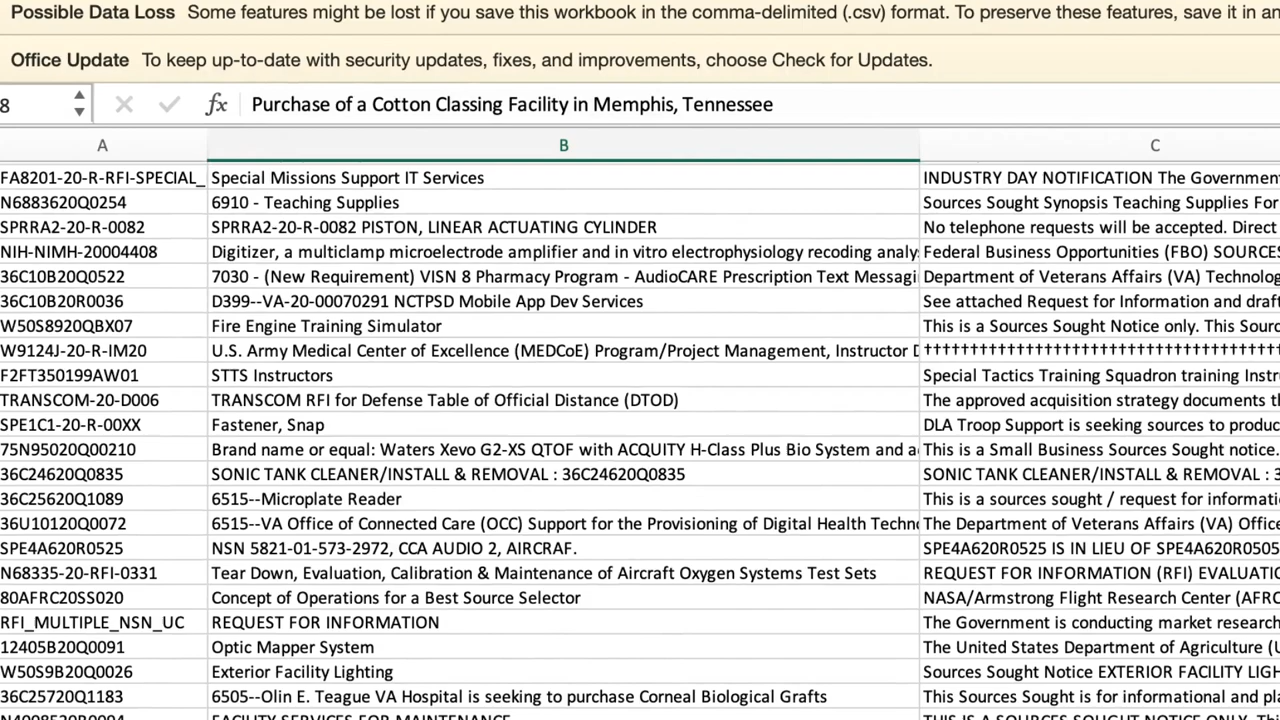 Possible Data Loss Some features might be lost if you save this workbook in the comma-delimited (.csv) format. To preserve these features, save it in an
Office Update To keep up-to-date with security updates, fixes, and improvements, choose Check for Updates.
8 fx Purchase of a Cotton Classing Facility in Memphis, Tennessee
A B C
FA8201-20-R-RFI-SPECIAL_ Special Missions Support IT Services INDUSTRY DAY NOTIFICATION The Government
N6883620Q0254 6910 - Teaching Supplies Sources Sought Synopsis Teaching Supplies For
SPRRA2-20-R-0082 SPRRA2-20-R-0082 PISTON, LINEAR ACTUATING CYLINDER No telephone requests will be accepted. Direct
NIH-NIMH-20004408 Digitizer, a multiclamp microelectrode amplifier and in vitro electrophysiology recoding analys Federal Business Opportunities (FBO) SOURCES
36C10B20Q0522 7030 - (New Requirement) VISN 8 Pharmacy Program - AudioCARE Prescription Text Messagi Department of Veterans Affairs (VA) Technolog
36C10B20R0036 D399--VA-20-00070291 NCTPSD Mobile App Dev Services See attached Request for Information and draft
W50S8920QBX07 Fire Engine Training Simulator This is a Sources Sought Notice only. This Sourc
W9124J-20-R-IM20 U.S. Army Medical Center of Excellence (MEDCoE) Program/Project Management, Instructor D ††††††††††††††††††††††††††††††††††††††††
F2FT350199AW01 STTS Instructors Special Tactics Training Squadron training Instr
TRANSCOM-20-D006 TRANSCOM RFI for Defense Table of Official Distance (DTOD) The approved acquisition strategy documents th
SPE1C1-20-R-00XX Fastener, Snap DLA Troop Support is seeking sources to produc
75N95020Q00210 Brand name or equal: Waters Xevo G2-XS QTOF with ACQUITY H-Class Plus Bio System and a This is a Small Business Sources Sought notice.
36C24620Q0835 SONIC TANK CLEANER/INSTALL & REMOVAL : 36C24620Q0835 SONIC TANK CLEANER/INSTALL & REMOVAL : 3
36C25620Q1089 6515--Microplate Reader This is a sources sought / request for informati
36U10120Q0072 6515--VA Office of Connected Care (OCC) Support for the Provisioning of Digital Health Techn The Department of Veterans Affairs (VA) Office
SPE4A620R0525 NSN 5821-01-573-2972, CCA AUDIO 2, AIRCRAF. SPE4A620R0525 IS IN LIEU OF SPE4A620R0505
N68335-20-RFI-0331 Tear Down, Evaluation, Calibration & Maintenance of Aircraft Oxygen Systems Test Sets REQUEST FOR INFORMATION (RFI) EVALUATIO
80AFRC20SS020 Concept of Operations for a Best Source Selector NASA/Armstrong Flight Research Center (AFRC
RFI_MULTIPLE_NSN_UC REQUEST FOR INFORMATION The Government is conducting market research
12405B20Q0091 Optic Mapper System The United States Department of Agriculture (U
W50S9B20Q0026 Exterior Facility Lighting Sources Sought Notice EXTERIOR FACILITY LIGH
36C25720Q1183 6505--Olin E. Teague VA Hospital is seeking to purchase Corneal Biological Grafts This Sources Sought is for informational and pla
N4008520R0094 FACILITY SERVICES FOR MAINTENANCE THIS IS A SOURCES SOUGHT NOTICE ONLY. This